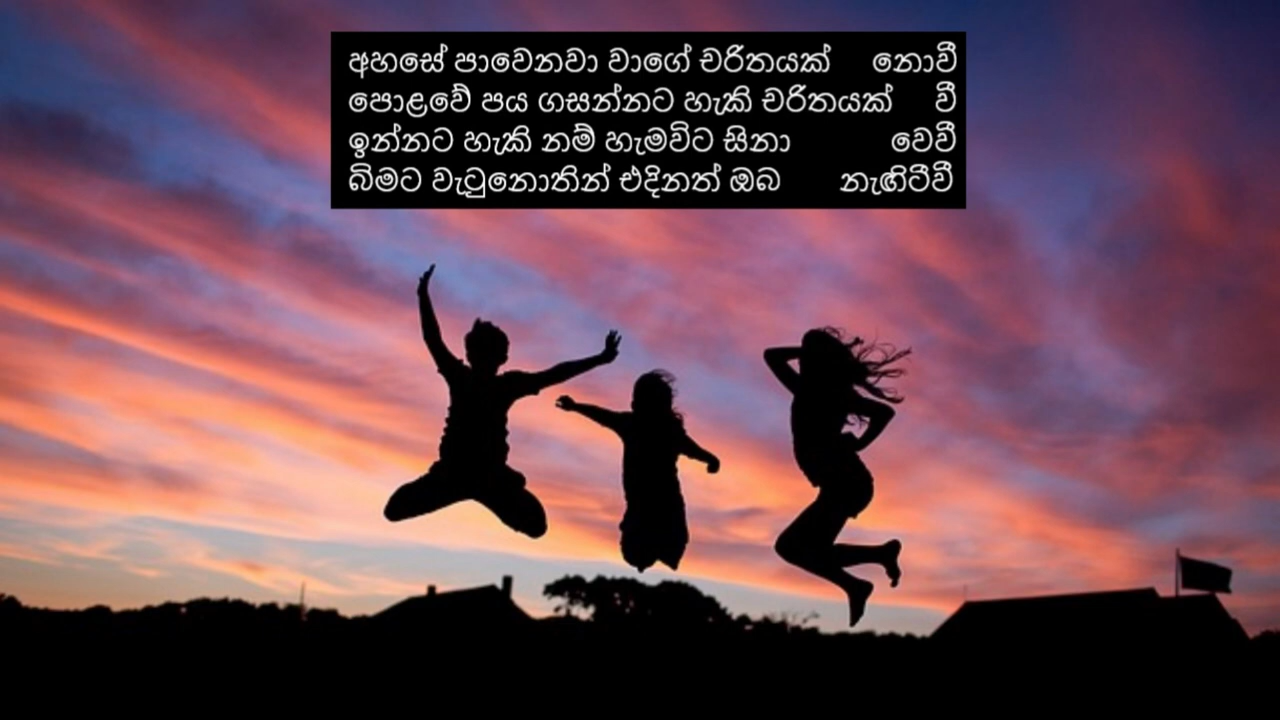 අහසේ පාවෙනවා වාගේ චරිතයක් නොවී
පොළවේ පය ගසන්නට හැකි චරිතයක් වී
ඉන්නට හැකි නම් හැමවිට සිනා වෙවී
බිමට වැටුනොතින් එදිනත් ඔබ නැඟිටීවී